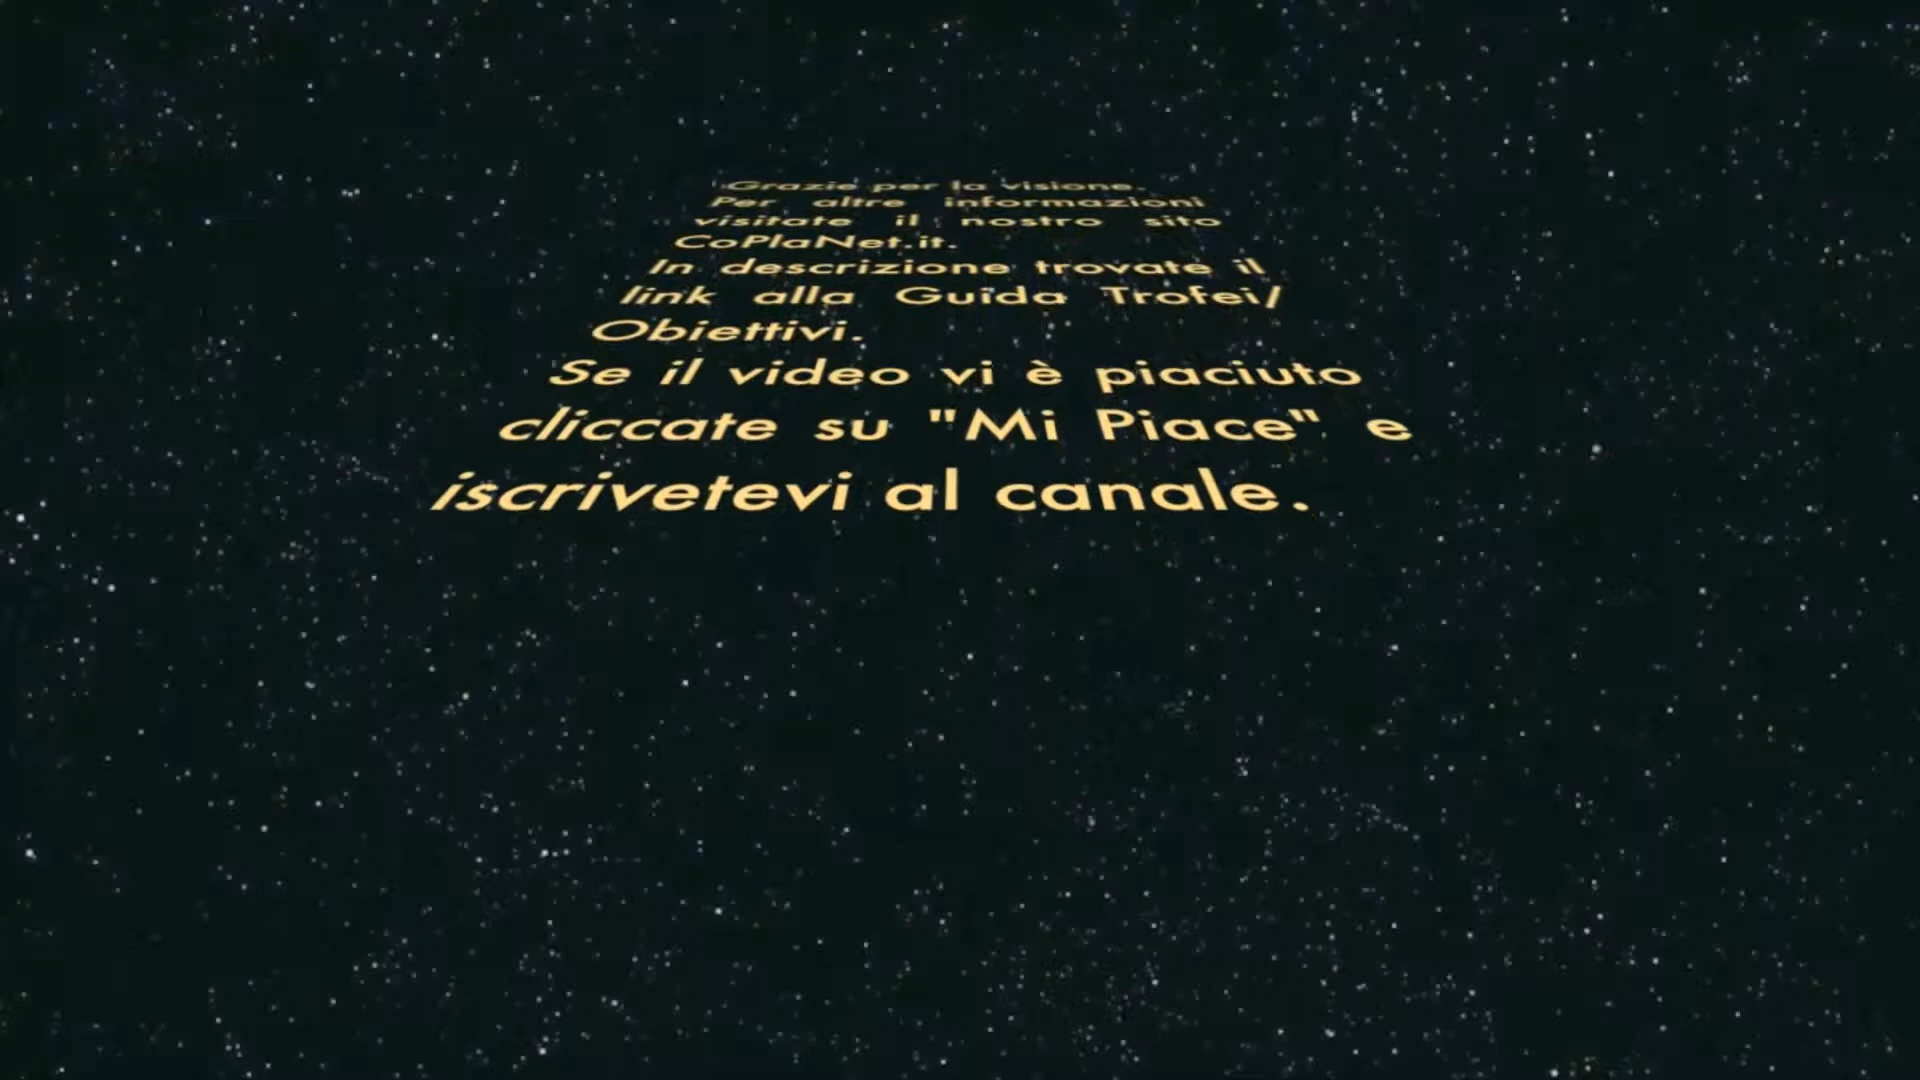 Grazie per la visione.
Per altre informazioni
visitate il nostro sito
CoPlaNet.it.
In descrizione trovate il
link alla Guida Trofei/
Obiettivi.
Se il video vi è piaciuto
cliccate su "Mi Piace" e
iscrivetevi al canale.